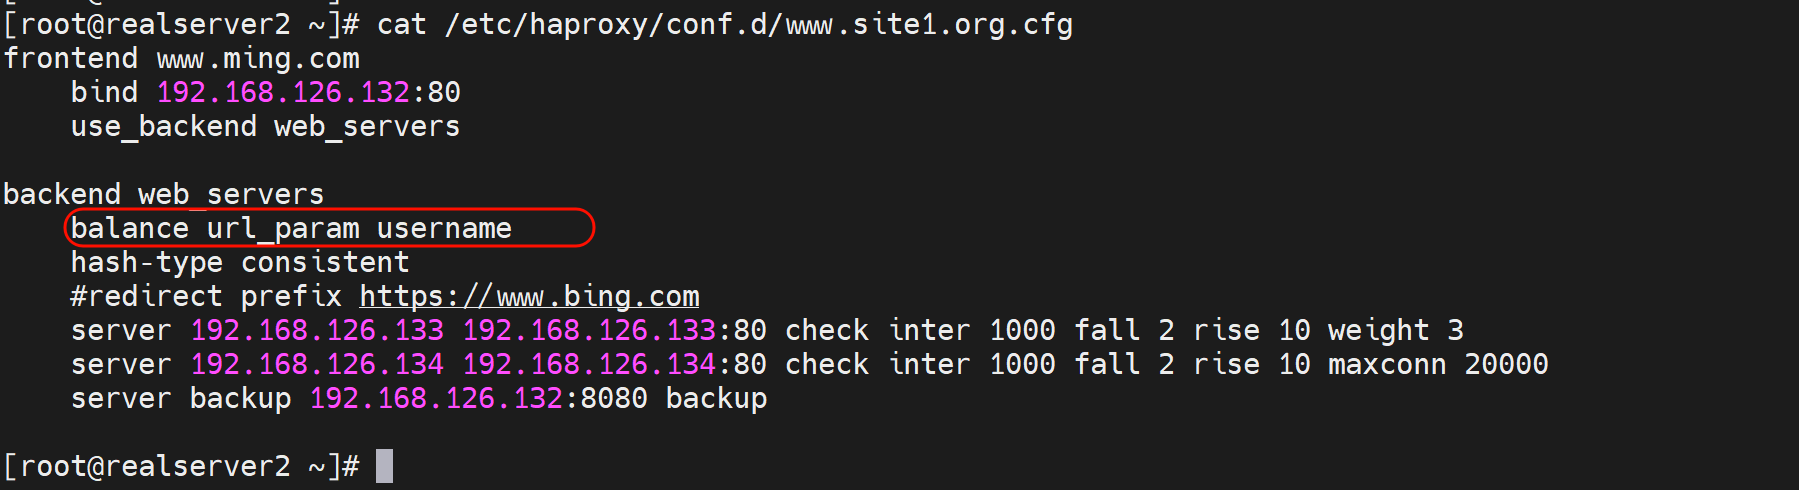 [root@realserver2 ~]# cat /etc/haproxy/conf.d/www.site1.org.cfg
frontend www.ming.com
    bind 192.168.126.132:80
    use_backend web_servers

backend web_servers
    balance url_param username
    hash-type consistent
    #redirect prefix https://www.bing.com
    server 192.168.126.133 192.168.126.133:80 check inter 1000 fall 2 rise 10 weight 3
    server 192.168.126.134 192.168.126.134:80 check inter 1000 fall 2 rise 10 maxconn 20000
    server backup 192.168.126.132:8080 backup

[root@realserver2 ~]#